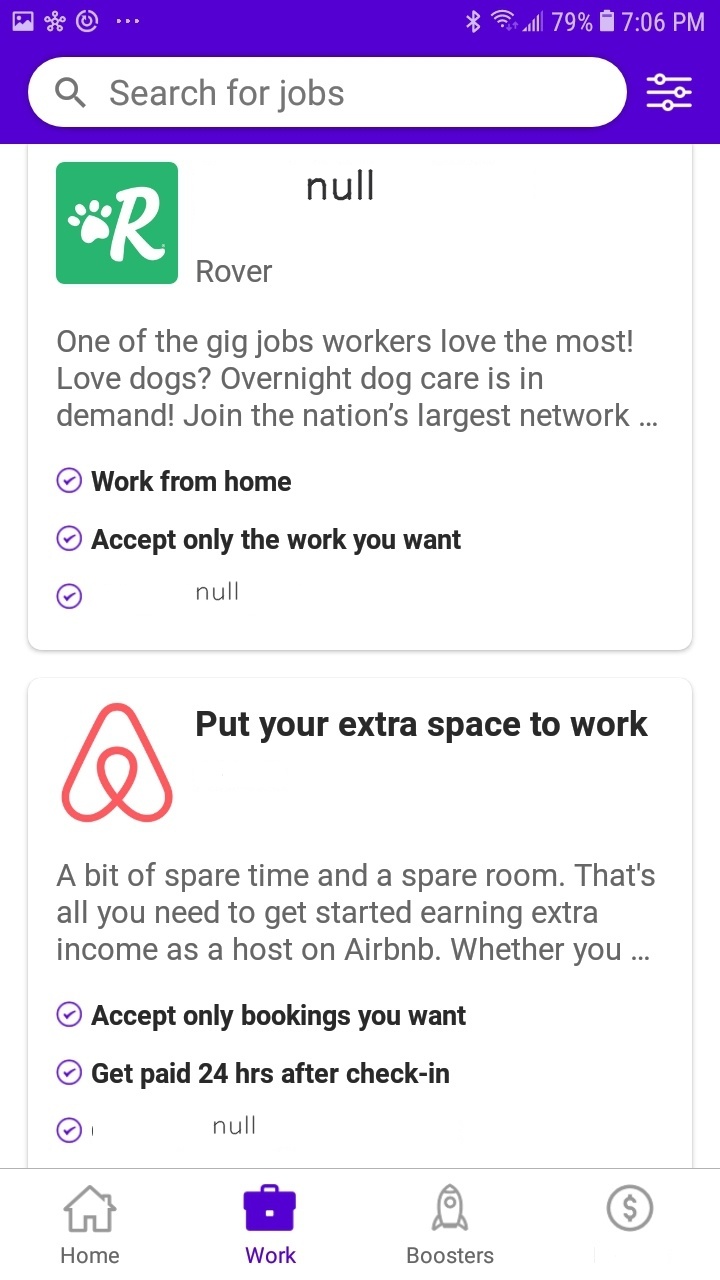 79% 7:06 PM
Search for jobs
null
R
Rover
One of the gig jobs workers love the most!
Love dogs? Overnight dog care is in
demand! Join the nation’s largest network ...
Work from home
Accept only the work you want
null
Put your extra space to work
A bit of spare time and a spare room. That's
all you need to get started earning extra
income as a host on Airbnb. Whether you ...
Accept only bookings you want
Get paid 24 hrs after check-in
null
$
Home Work Boosters